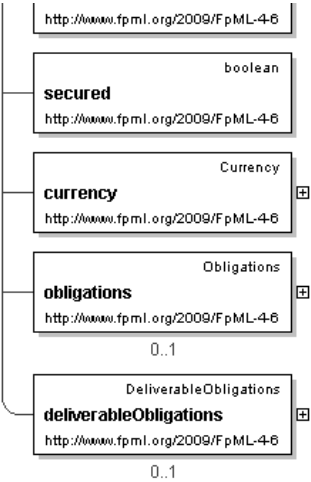 http://www.fpml.org/2009/FpML-4-6
boolean
secured
http://www.fpml.org/2009/FpML-4-6
Currency
currency
http://www.fpml.org/2009/FpML-4-6
Obligations
obligations
http://www.fpml.org/2009/FpML-4-6
0..1
DeliverableObligations
deliverableObligations
http://www.fpml.org/2009/FpML-4-6
0..1